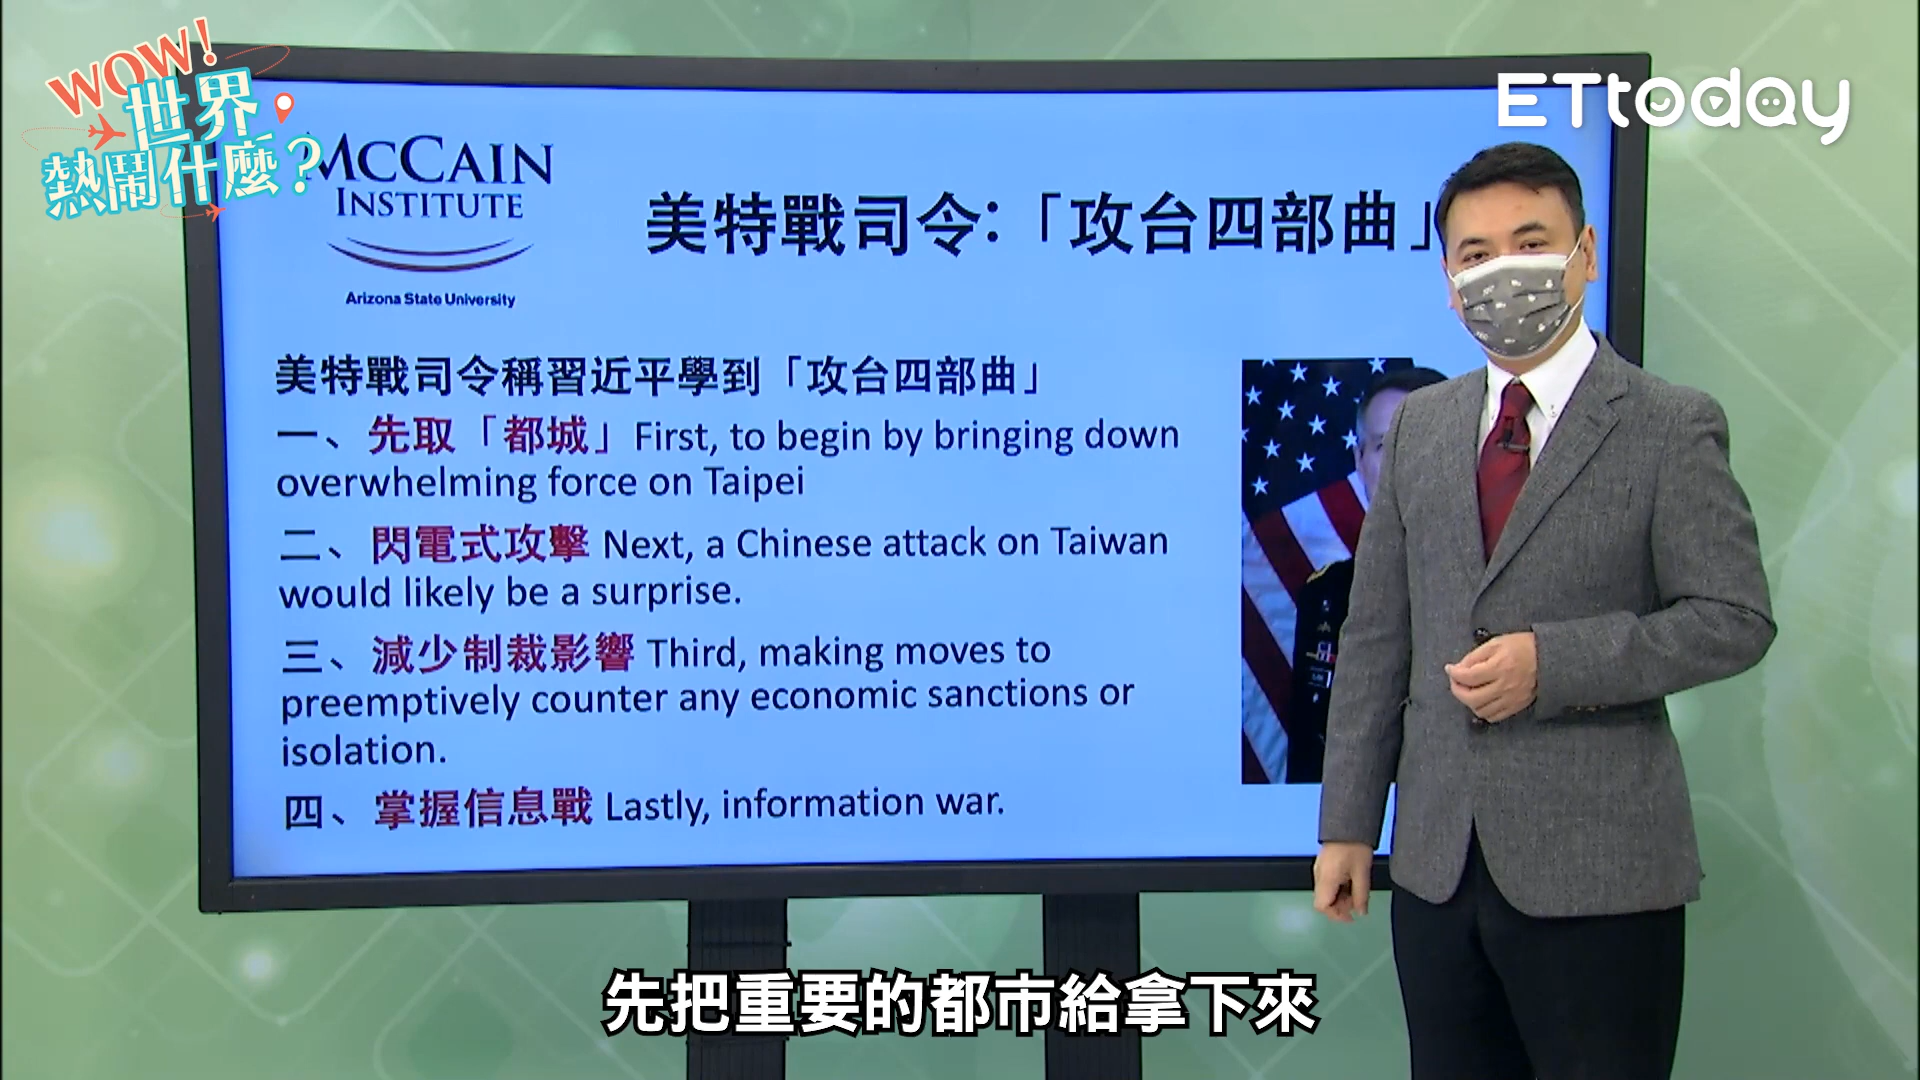 WOW!
世界
熱鬧什麼?
ETtoday
McCAIN
INSTITUTE
Arizona State University
美特戰司令:「攻台四部曲」
美特戰司令稱習近平學到「攻台四部曲」
一、先取「都城」First, to begin by bringing down
overwhelming force on Taipei
二、閃電式攻擊 Next, a Chinese attack on Taiwan
would likely be a surprise.
三、減少制裁影響 Third, making moves to
preemptively counter any economic sanctions or
isolation.
四、掌握信息戰 Lastly, information war.
先把重要的都市給拿下來